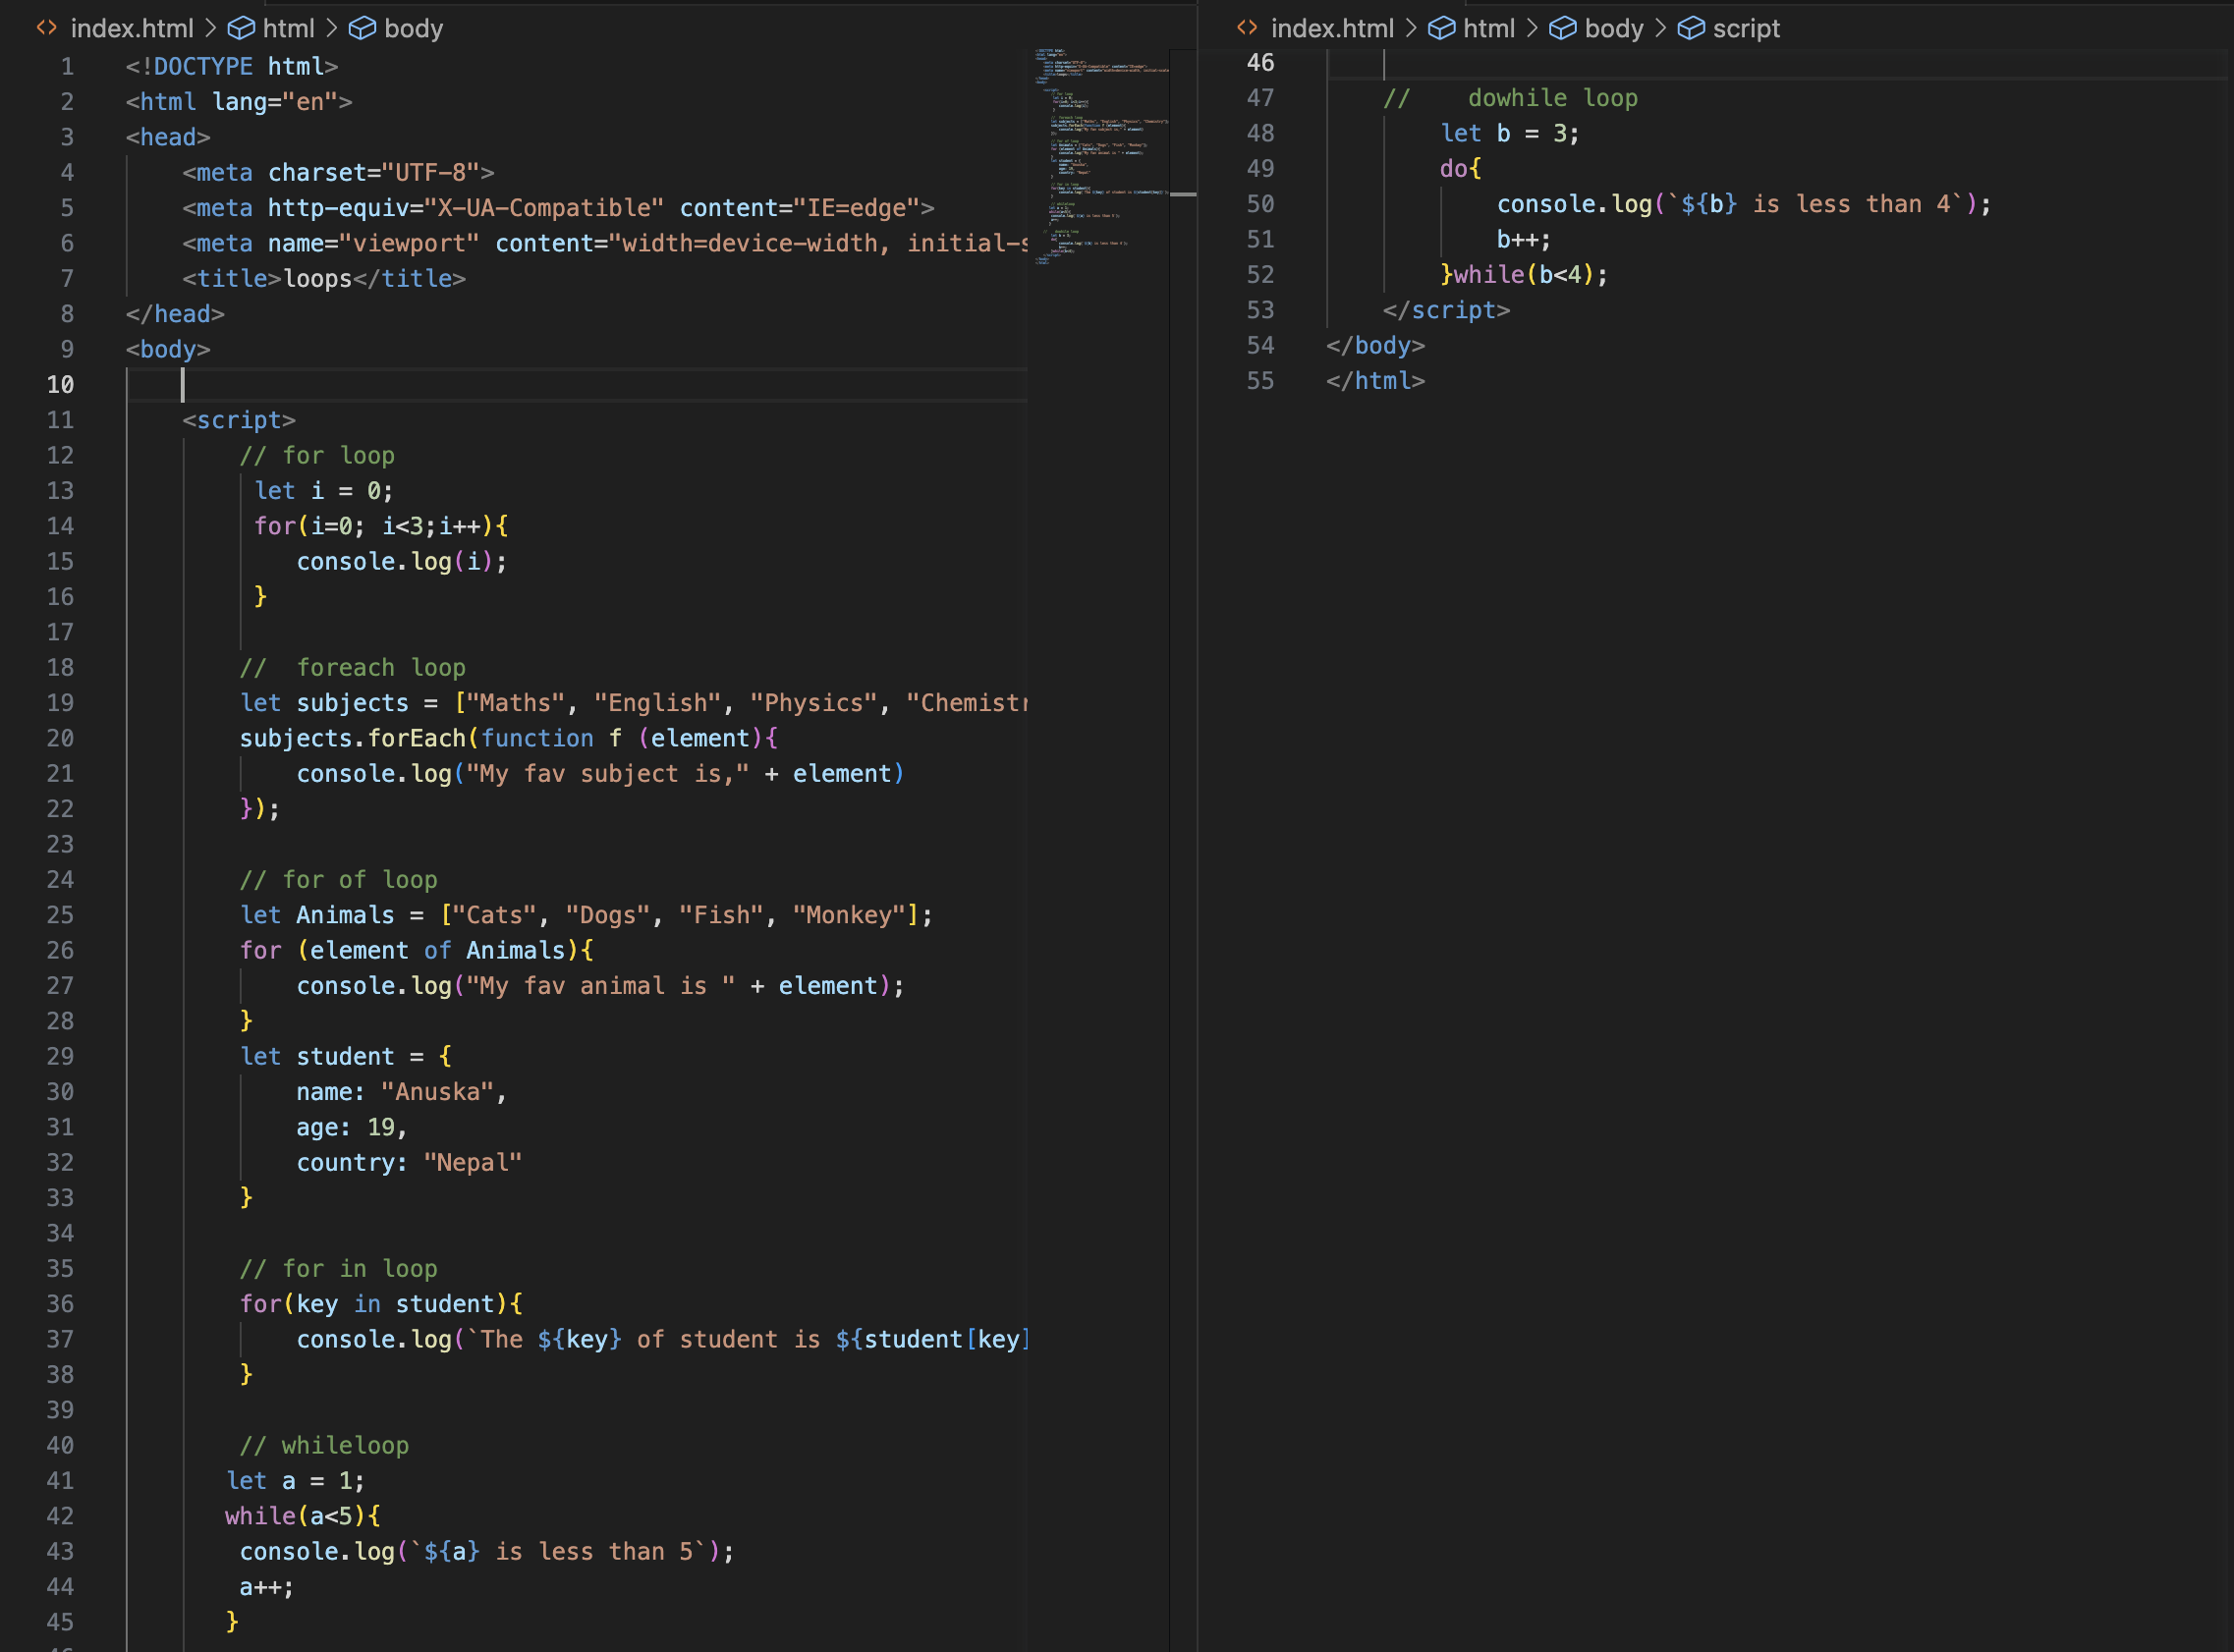 index.html > html > body
1 <!DOCTYPE html>
2 <html lang="en">
3 <head>
4 <meta charset="UTF-8">
5 <meta http-equiv="X-UA-Compatible" content="IE=edge">
6 <meta name="viewport" content="width=device-width, initial-s
7 <title>loops</title>
8 </head>
9 <body>
10
11 <script>
12 // for loop
13 let i = 0;
14 for(i=0; i<3;i++){
15 console.log(i);
16 }
17
18 //  foreach loop
19 let subjects = ["Maths", "English", "Physics", "Chemistr
20 subjects.forEach(function f (element){
21 console.log("My fav subject is," + element)
22 });
23
24 // for of loop
25 let Animals = ["Cats", "Dogs", "Fish", "Monkey"];
26 for (element of Animals){
27 console.log("My fav animal is " + element);
28 }
29 let student = {
30 name: "Anuska",
31 age: 19,
32 country: "Nepal"
33 }
34
35 // for in loop
36 for(key in student){
37 console.log(`The ${key} of student is ${student[key]
38 }
39
40 // whileloop
41 let a = 1;
42 while(a<5){
43 console.log(`${a} is less than 5`);
44 a++;
45 }
index.html > html > body > script
46
47 //    dowhile loop
48 let b = 3;
49 do{
50 console.log(`${b} is less than 4`);
51 b++;
52 }while(b<4);
53 </script>
54 </body>
55 </html>